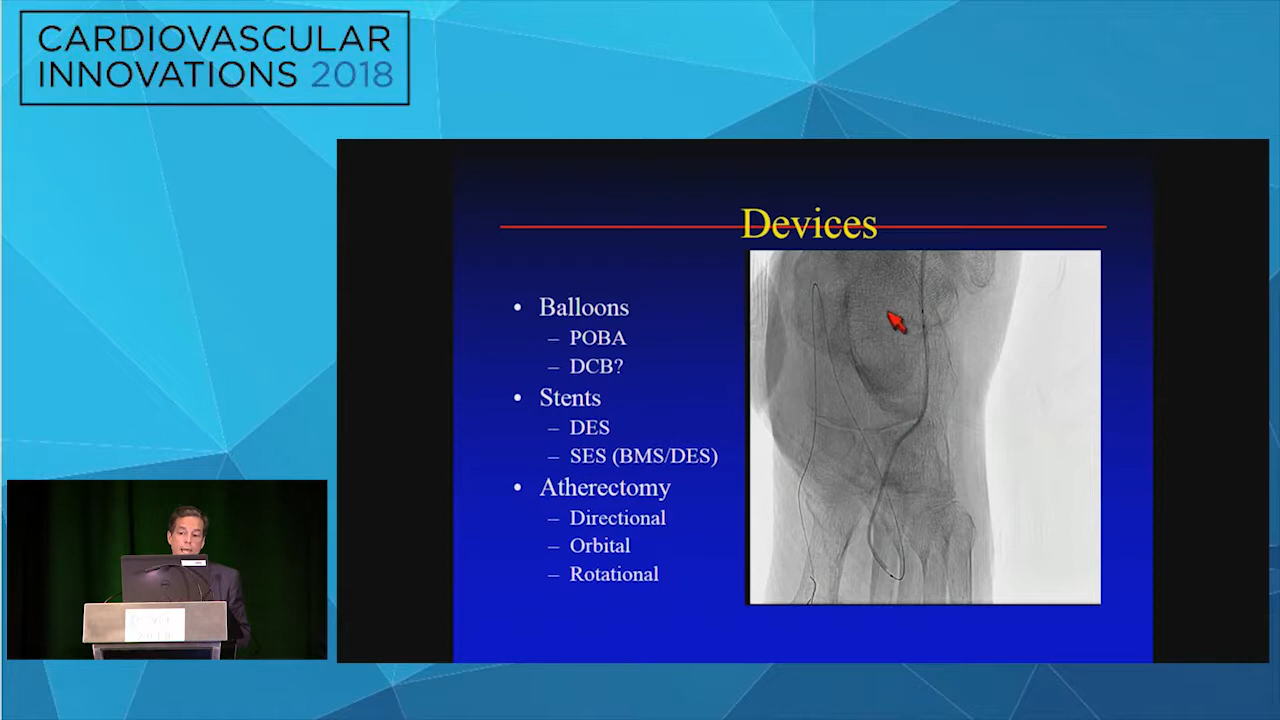 CARDIOVASCULAR
INNOVATIONS 2018
Devices
• Balloons
– POBA
– DCB?
• Stents
– DES
– SES (BMS/DES)
• Atherectomy
– Directional
– Orbital
– Rotational